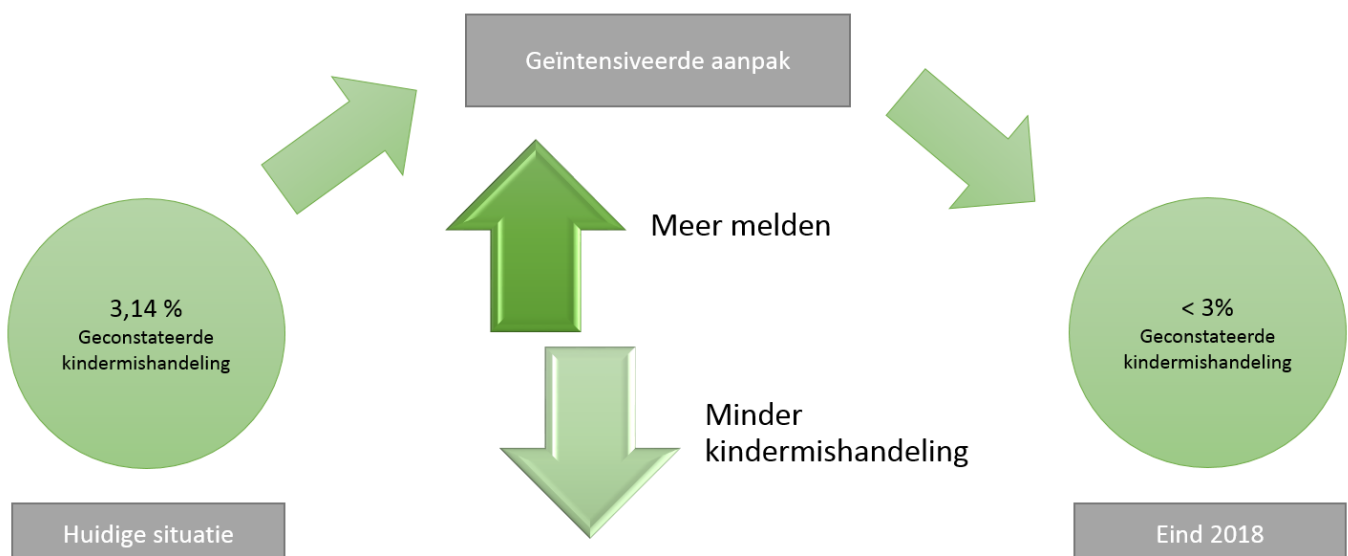 Geïntensiveerde aanpak
Meer melden
3,14 %
Geconstateerde
kindermishandeling
< 3%
Geconstateerde
kindermishandeling
Minder
kindermishandeling
Huidige situatie
Eind 2018